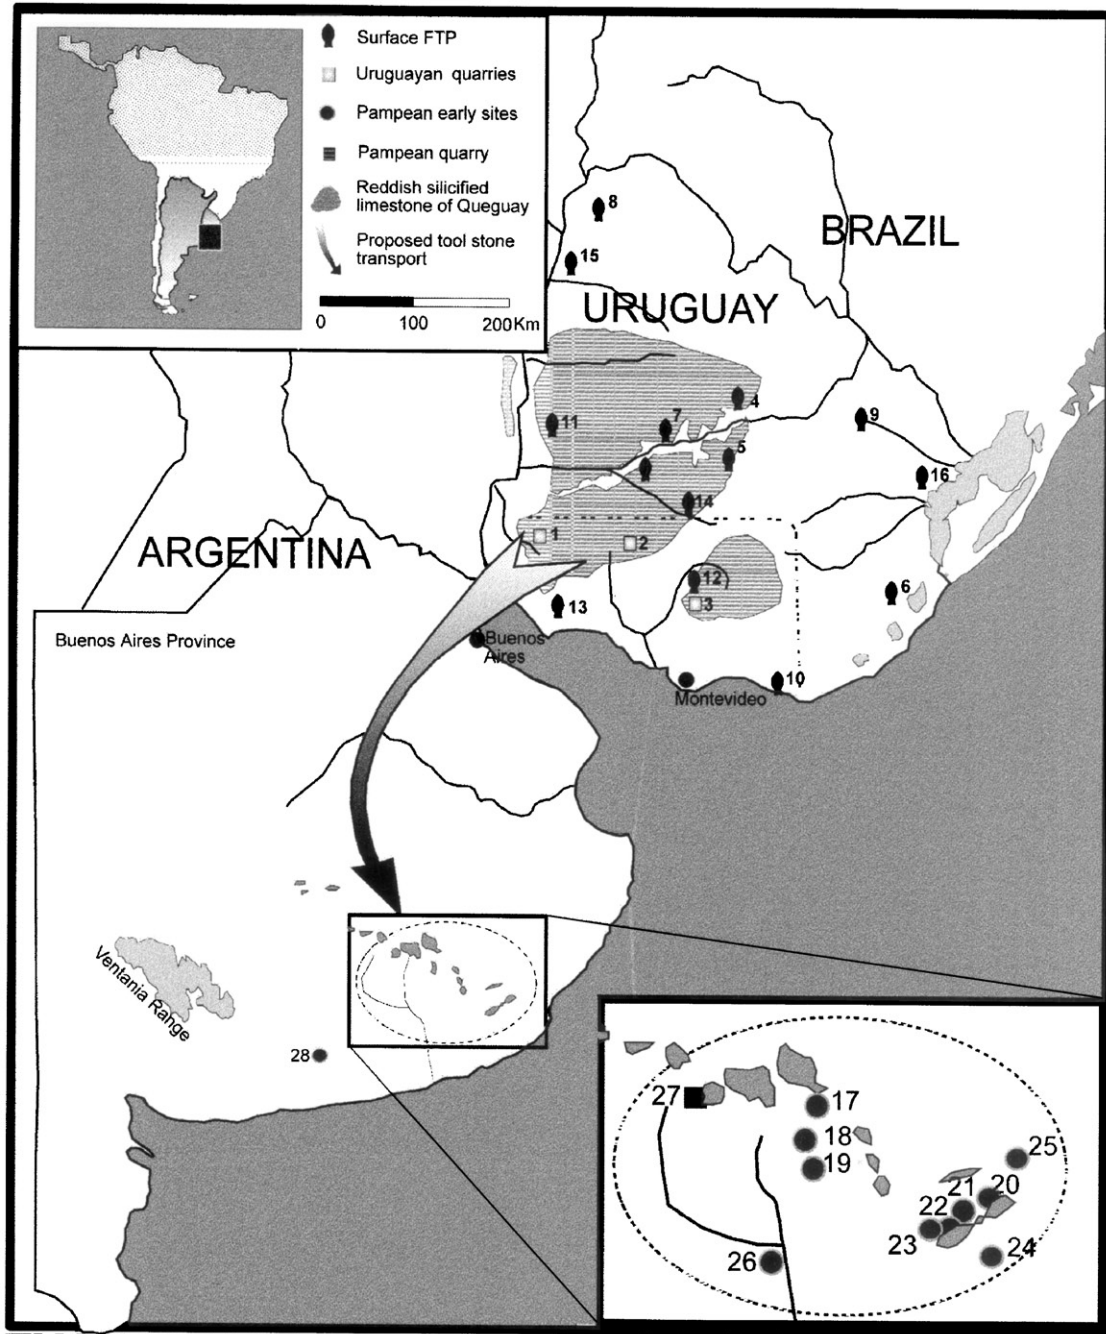 Surface FTP
Uruguayan quarries
Pampean early sites
Pampean quarry
Reddish silicified
limestone of Queguay
Proposed tool stone
transport
0 100 200Km
8
15
BRAZIL
URUGUAY
4
7
11
9
5
16
14
1
2
ARGENTINA
12
3
6
13
Buenos Aires Province
Buenos
Aires
10
Montevideo
Ventania Range
28
27
17
18
19
25
20
21
22
23
24
26